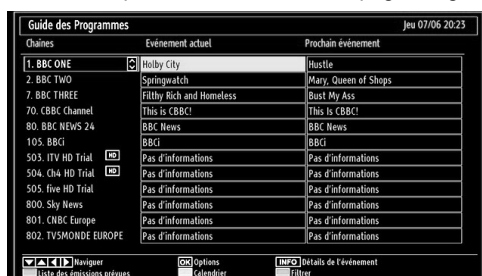 Guide des Programmes Jeu 07/06 20:23
Chaînes Evénement actuel Prochain événement
1. BBC ONE Holby City Hustle
2. BBC TWO Springwatch Mary, Queen of Shops
7. BBC THREE Filthy Rich and Homeless Bust My Ass
70. CBBC Channel This is CBBC! This Is CBBC!
80. BBC NEWS 24 BBC News BBC News
105. BBCi BBCi BBCi
503. ITV HD Trial HD Pas d'informations Pas d'informations
504. Ch4 HD Trial HD Pas d'informations Pas d'informations
505. five HD Trial Pas d'informations Pas d'informations
800. Sky News Pas d'informations Pas d'informations
801. CNBC Europe Pas d'informations Pas d'informations
802. TV5MONDE EUROPE Pas d'informations Pas d'informations
Naviguer OK Options INFO Détails de l'événement
Liste des émissions prévues Calendrier Filtrer